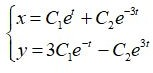 x = C₁eᵗ + C₂e⁻³ᵗ
y = 3C₁e⁻ᵗ − C₂e³ᵗ